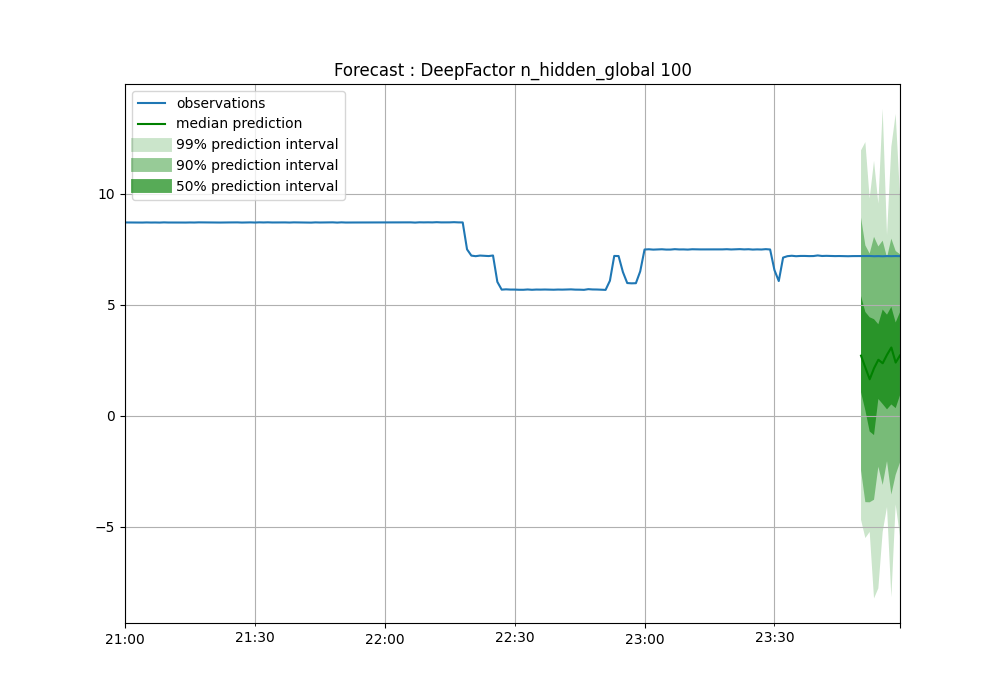 Forecast : DeepFactor n_hidden_global 100
observations
median prediction
99% prediction interval
90% prediction interval
50% prediction interval
10
5
0
−5
21:00
21:30
22:00
22:30
23:00
23:30